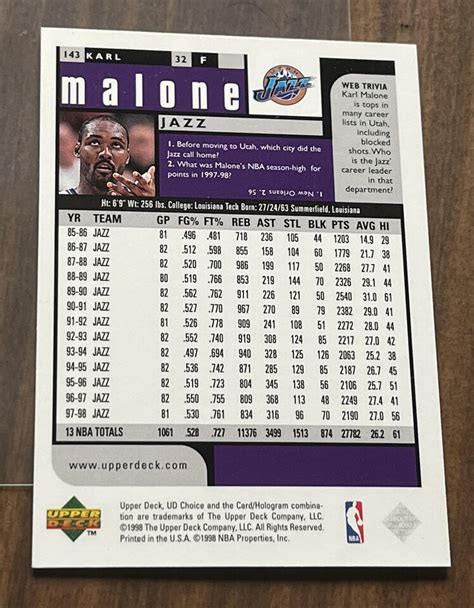 143 KARL 32 F
malone
JAZZ
1. Before moving to Utah, which city did the
Jazz call home?
2. What was Malone's NBA season-high for
points in 1997-98?
1. New Orleans 2. 56
WEB TRIVIA
Karl Malone
is tops in
many career
lists in Utah,
including
blocked
shots. Who
is the Jazz'
career leader
in that
department?
JAZZ
Ht: 6'9" Wt: 256 lbs. College: Louisiana Tech Born: 27/24/63 Summerfield, Louisiana
YR TEAM GP FG% FT% REB AST STL BLK PTS AVG HI
85-86 JAZZ 81 .496 .481 718 236 105 44 1203 14.9 29
86-87 JAZZ 82 .512 .598 855 158 104 60 1779 21.7 38
87-88 JAZZ 82 .520 .700 986 199 117 50 2268 27.7 41
88-89 JAZZ 80 .519 .766 853 219 144 70 2326 29.1 44
89-90 JAZZ 82 .562 .762 911 226 121 50 2540 31.0 61
90-91 JAZZ 82 .527 .770 967 270 89 79 2382 29.0 41
91-92 JAZZ 81 .526 .778 909 241 108 51 2272 28.0 44
92-93 JAZZ 82 .552 .740 919 308 124 85 2217 27.0 40
93-94 JAZZ 82 .497 .694 940 328 125 126 2063 25.2 38
94-95 JAZZ 82 .536 .742 871 285 129 85 2187 26.7 45
95-96 JAZZ 82 .519 .723 804 345 138 56 2106 25.7 51
96-97 JAZZ 82 .550 .755 809 368 113 48 2249 27.4 41
97-98 JAZZ 81 .530 .761 834 316 96 70 2190 27.0 56
13 NBA TOTALS 1061 .528 .727 11376 3499 1513 874 27782 26.2 61
www.upperdeck.com
UPPER
DECK
TM
Upper Deck, UD Choice and the Card/Hologram combina-
tion are trademarks of The Upper Deck Company, LLC.
©1998 The Upper Deck Company, LLC. All Rights Reserved.
Printed in the U.S.A. ©1998 NBA Properties, Inc.
NBA